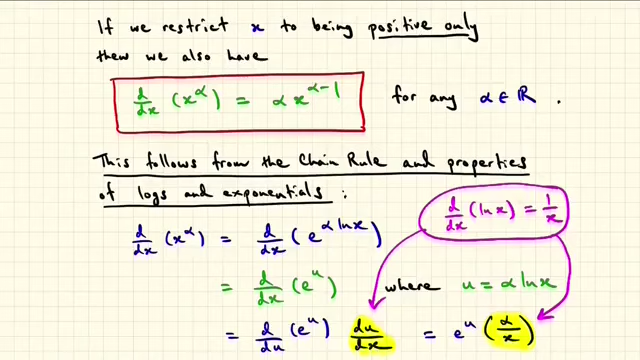 If we restrict x to being positive only
then we also have
d/dx (x^α) = α x^(α-1) for any α ∈ ℝ.
This follows from the Chain Rule and properties
of logs and exponentials :
d/dx (ln x) = 1/x
d/dx (x^α) = d/dx (e^(α ln x))
= d/dx (e^u) where u = α ln x
= d/du (e^u) du/dx = e^u (α/x)